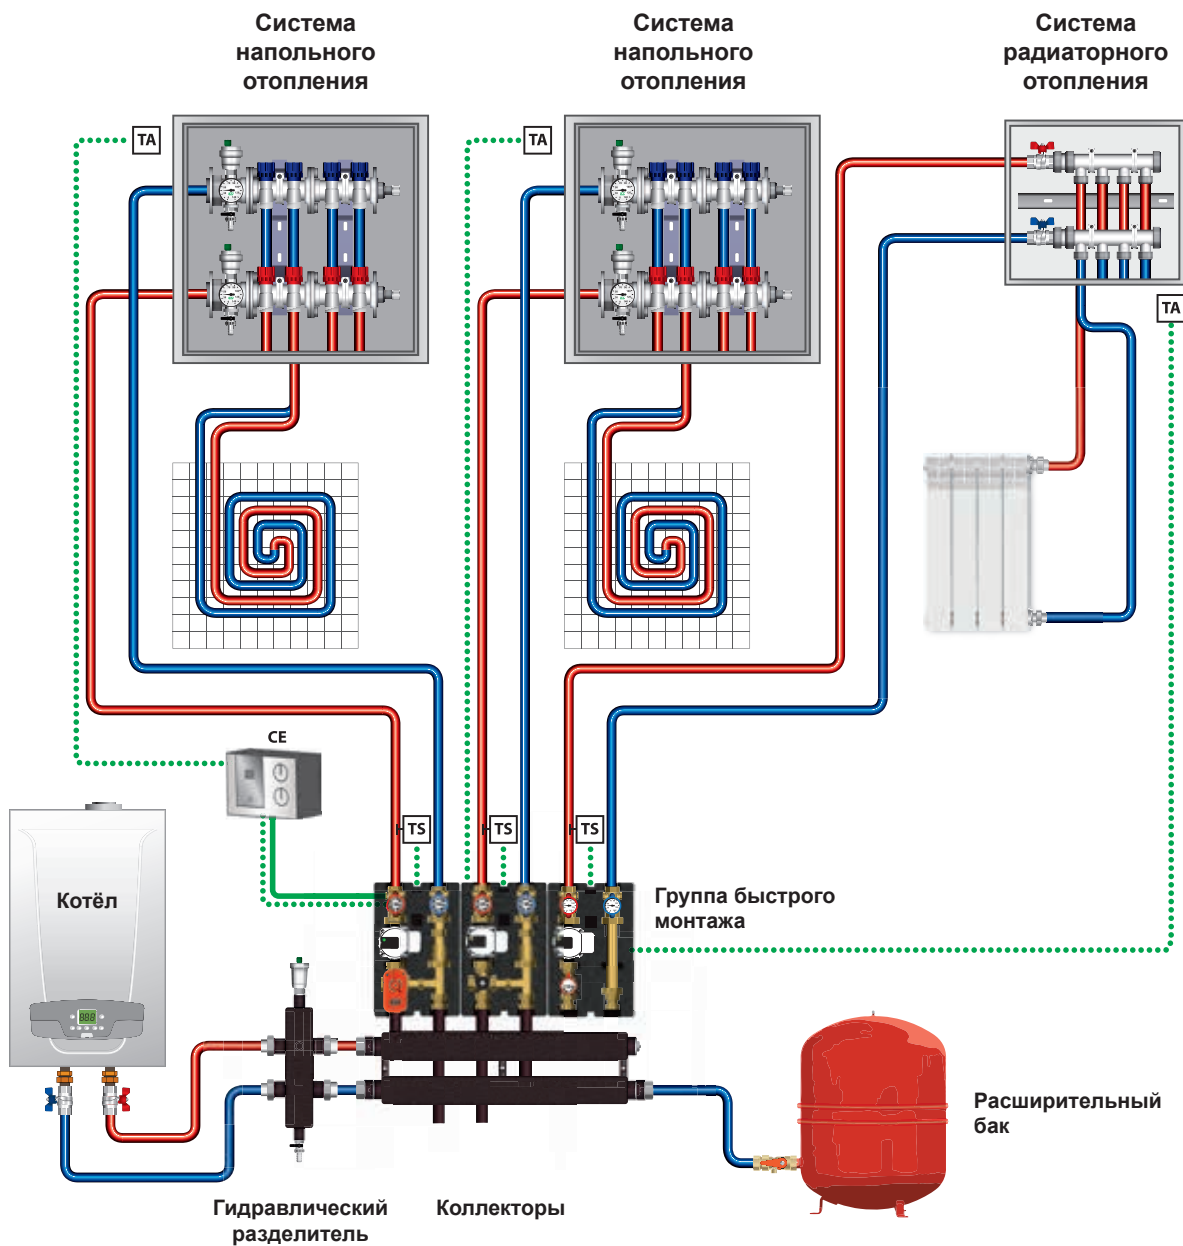 Система
напольного
отопления
Система
напольного
отопления
Система
радиаторного
отопления
TA
TA
TA
CE
TS
TS
TS
Котёл
888
Группа быстрого
монтажа
Расширительный
бак
Гидравлический
разделитель
Коллекторы